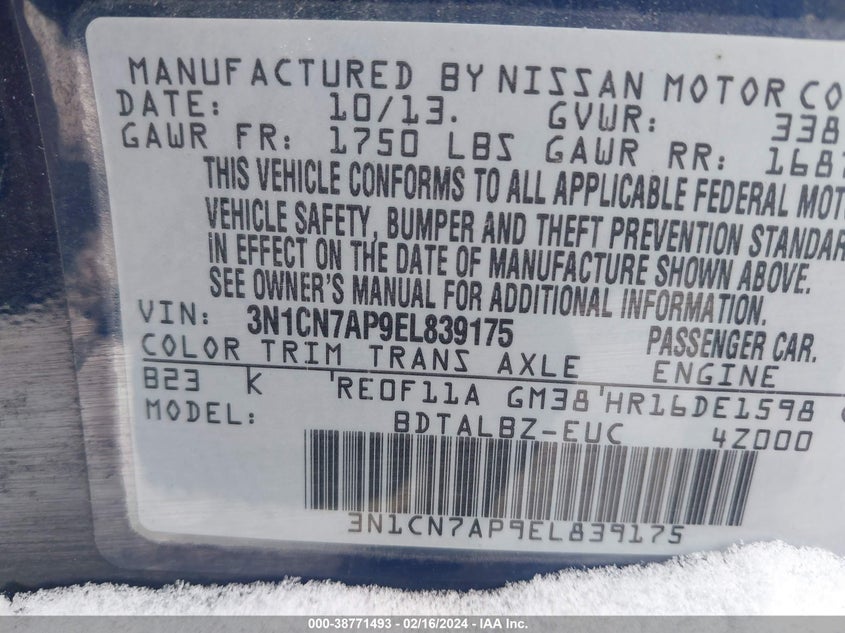 MANUFACTURED BY NISSAN MOTOR CO
DATE: 10/13. GVWR: 338
GAWR FR: 1750 LBS GAWR RR: 168
THIS VEHICLE CONFORMS TO ALL APPLICABLE FEDERAL MOT
VEHICLE SAFETY, BUMPER AND THEFT PREVENTION STANDAR
IN EFFECT ON THE DATE OF MANUFACTURE SHOWN ABOVE.
SEE OWNER'S MANUAL FOR ADDITIONAL INFORMATION.
VIN: 3N1CN7AP9EL839175 PASSENGER CAR.
COLOR TRIM TRANS AXLE ENGINE
B23 K RE0F11A GM38 HR16DE1598
MODEL: BDTALBZ-EUC 4Z000
3N1CN7AP9EL839175
000-38771493 - 02/16/2024 - IAA Inc.